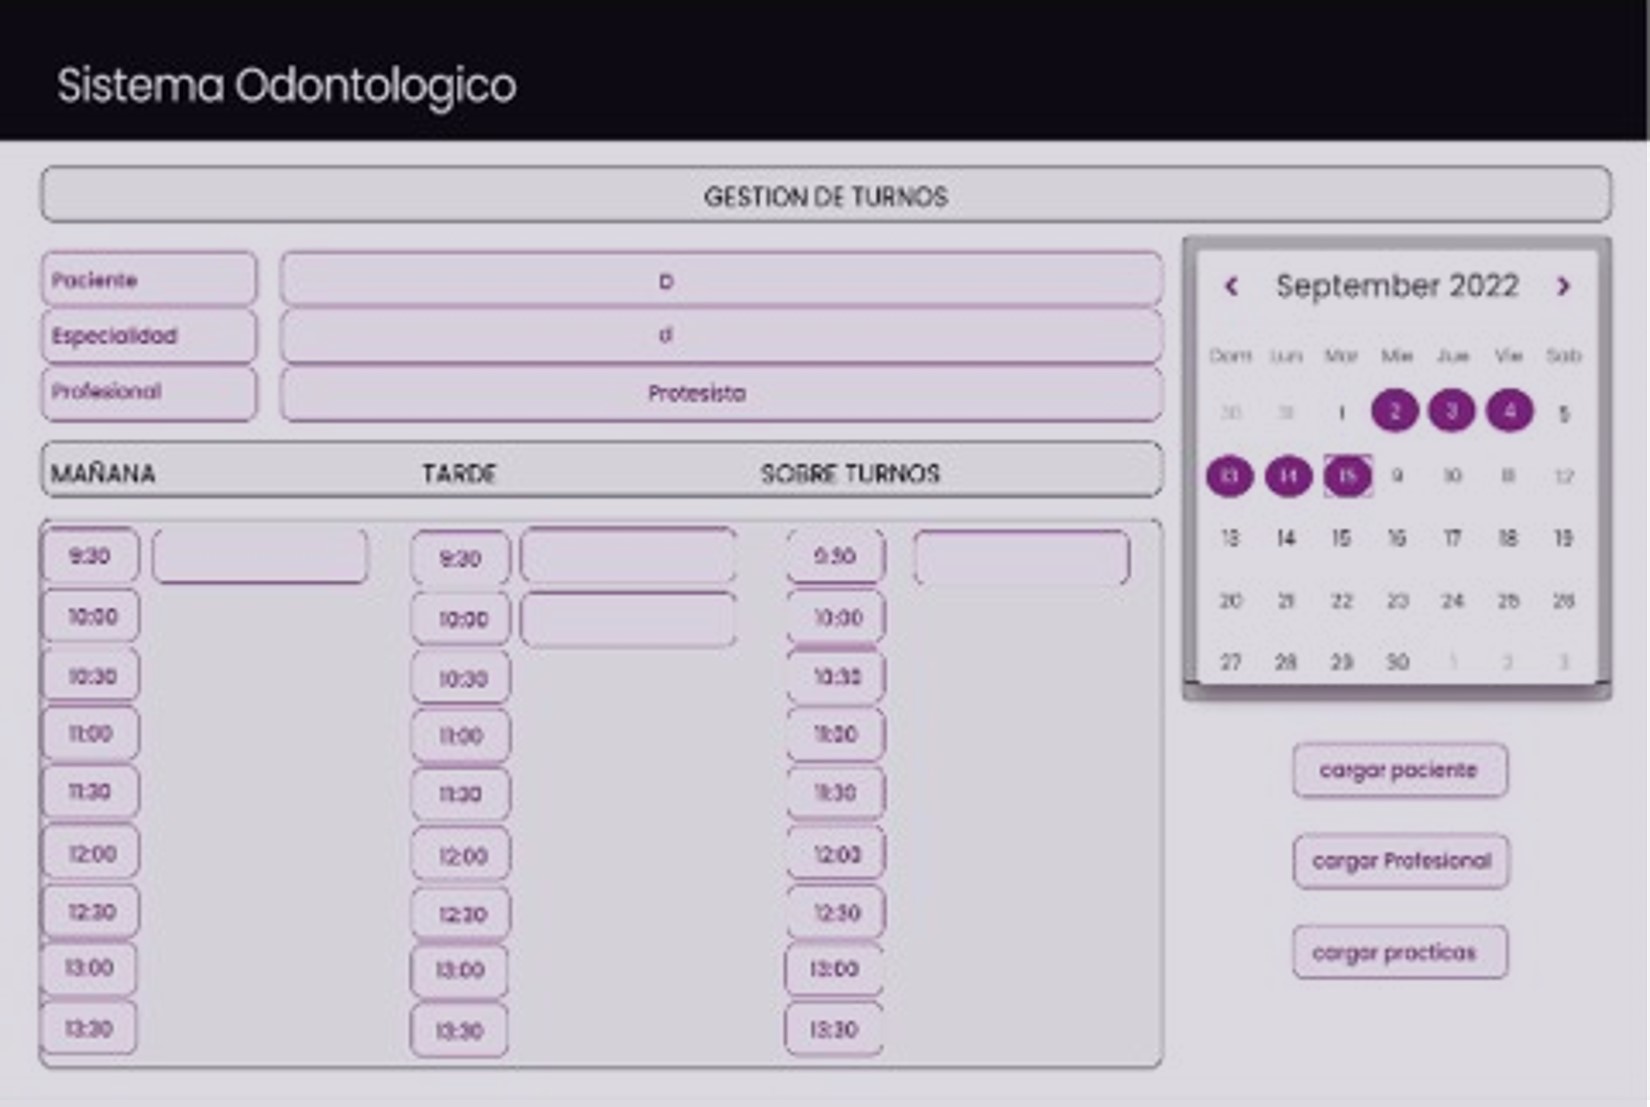 Sistema Odontologico
GESTION DE TURNOS
Paciente D
Especialidad d
Profesional Protesista
MAÑANA TARDE SOBRE TURNOS
9:30 9:30 9:30
10:00 10:00 10:00
10:30 10:30 10:30
11:00 11:00 11:00
11:30 11:30 11:30
12:00 12:00 12:00
12:30 12:30 12:30
13:00 13:00 13:00
13:30 13:30 13:30
< September 2022 >
Dom Lun Mar Mie Jue Vie Sab
30 31 1 2 3 4 5
13 14 15 9 10 11 12
13 14 15 16 17 18 19
20 21 22 23 24 25 26
27 28 29 30 1 2 3
cargar paciente
cargar Profesional
cargar practicas